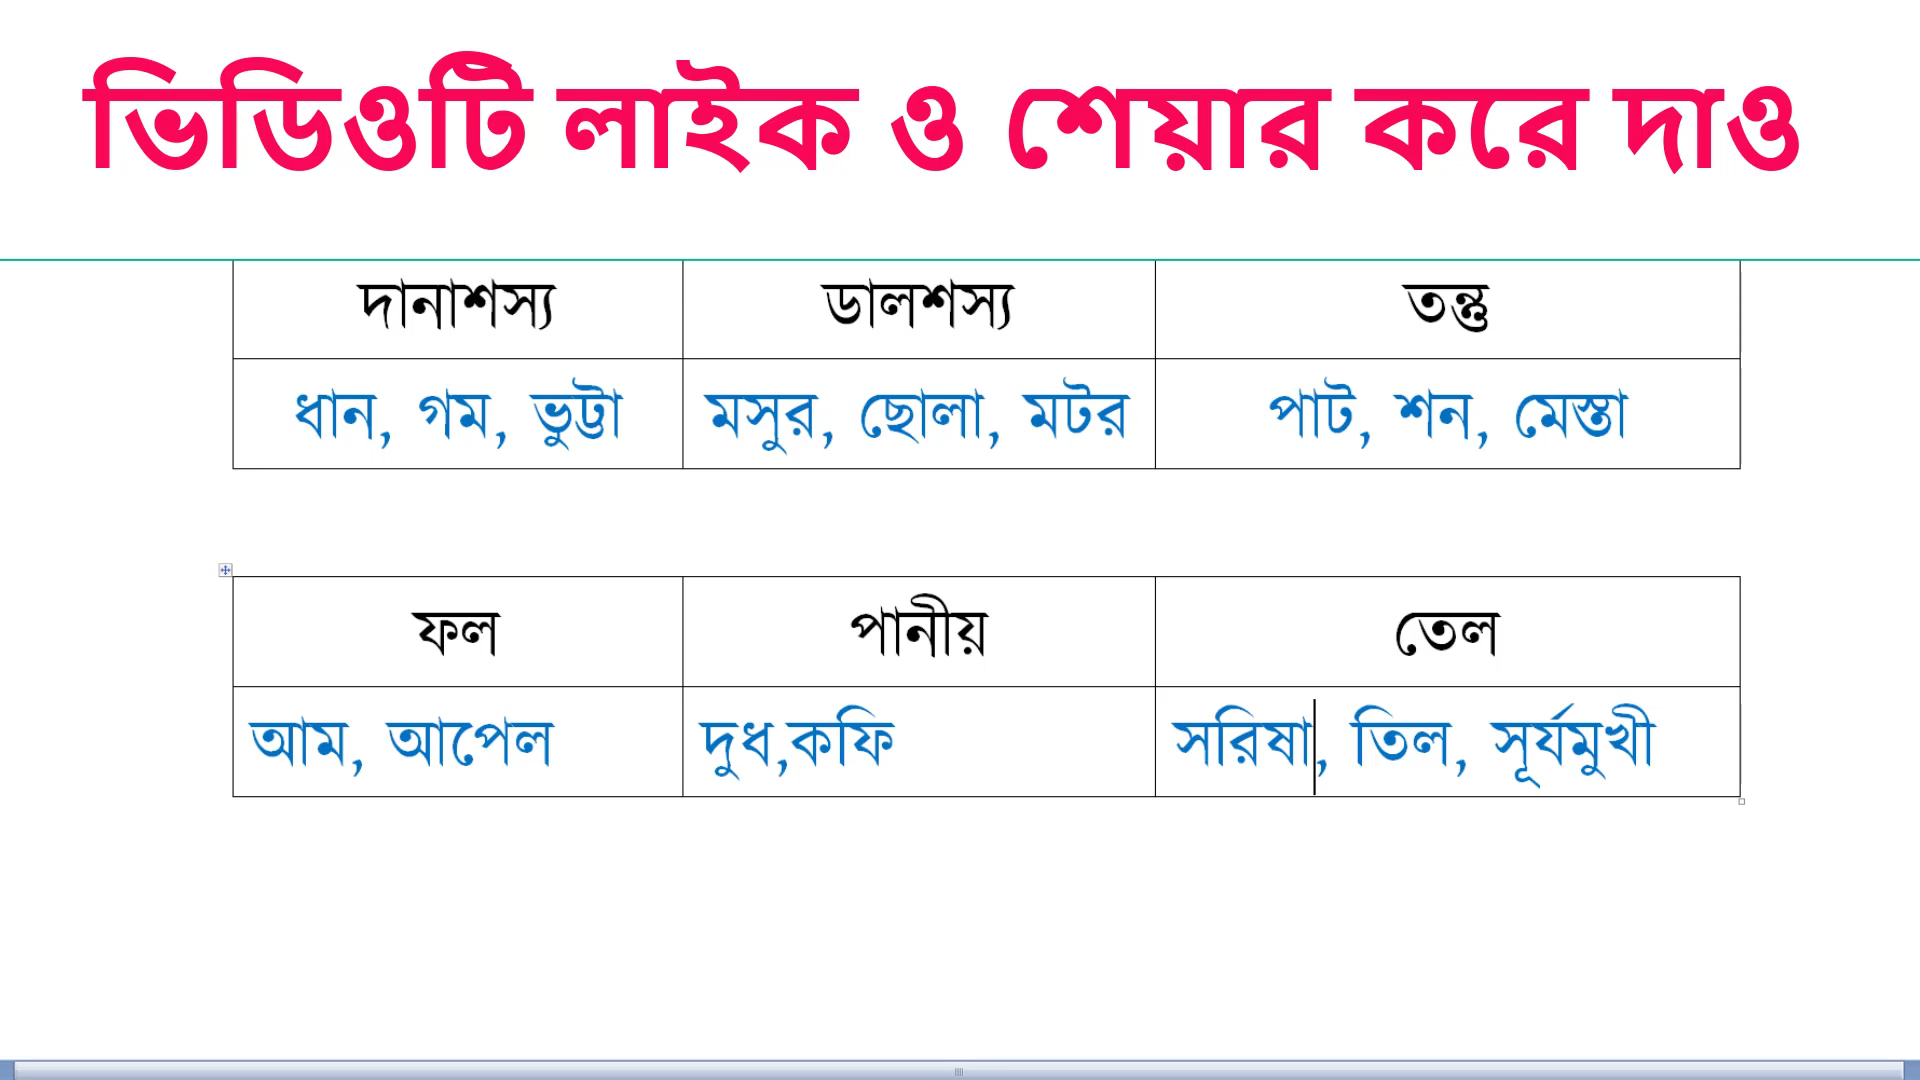 ভিডিওটি লাইক ও শেয়ার করে দাও
দানাশস্য ডালশস্য তন্তু
ধান, গম, ভুট্টা মসুর, ছোলা, মটর পাট, শন, মেস্তা
ফল পানীয় তেল
আম, আপেল দুধ,কফি সরিষা, তিল, সূর্যমুখী